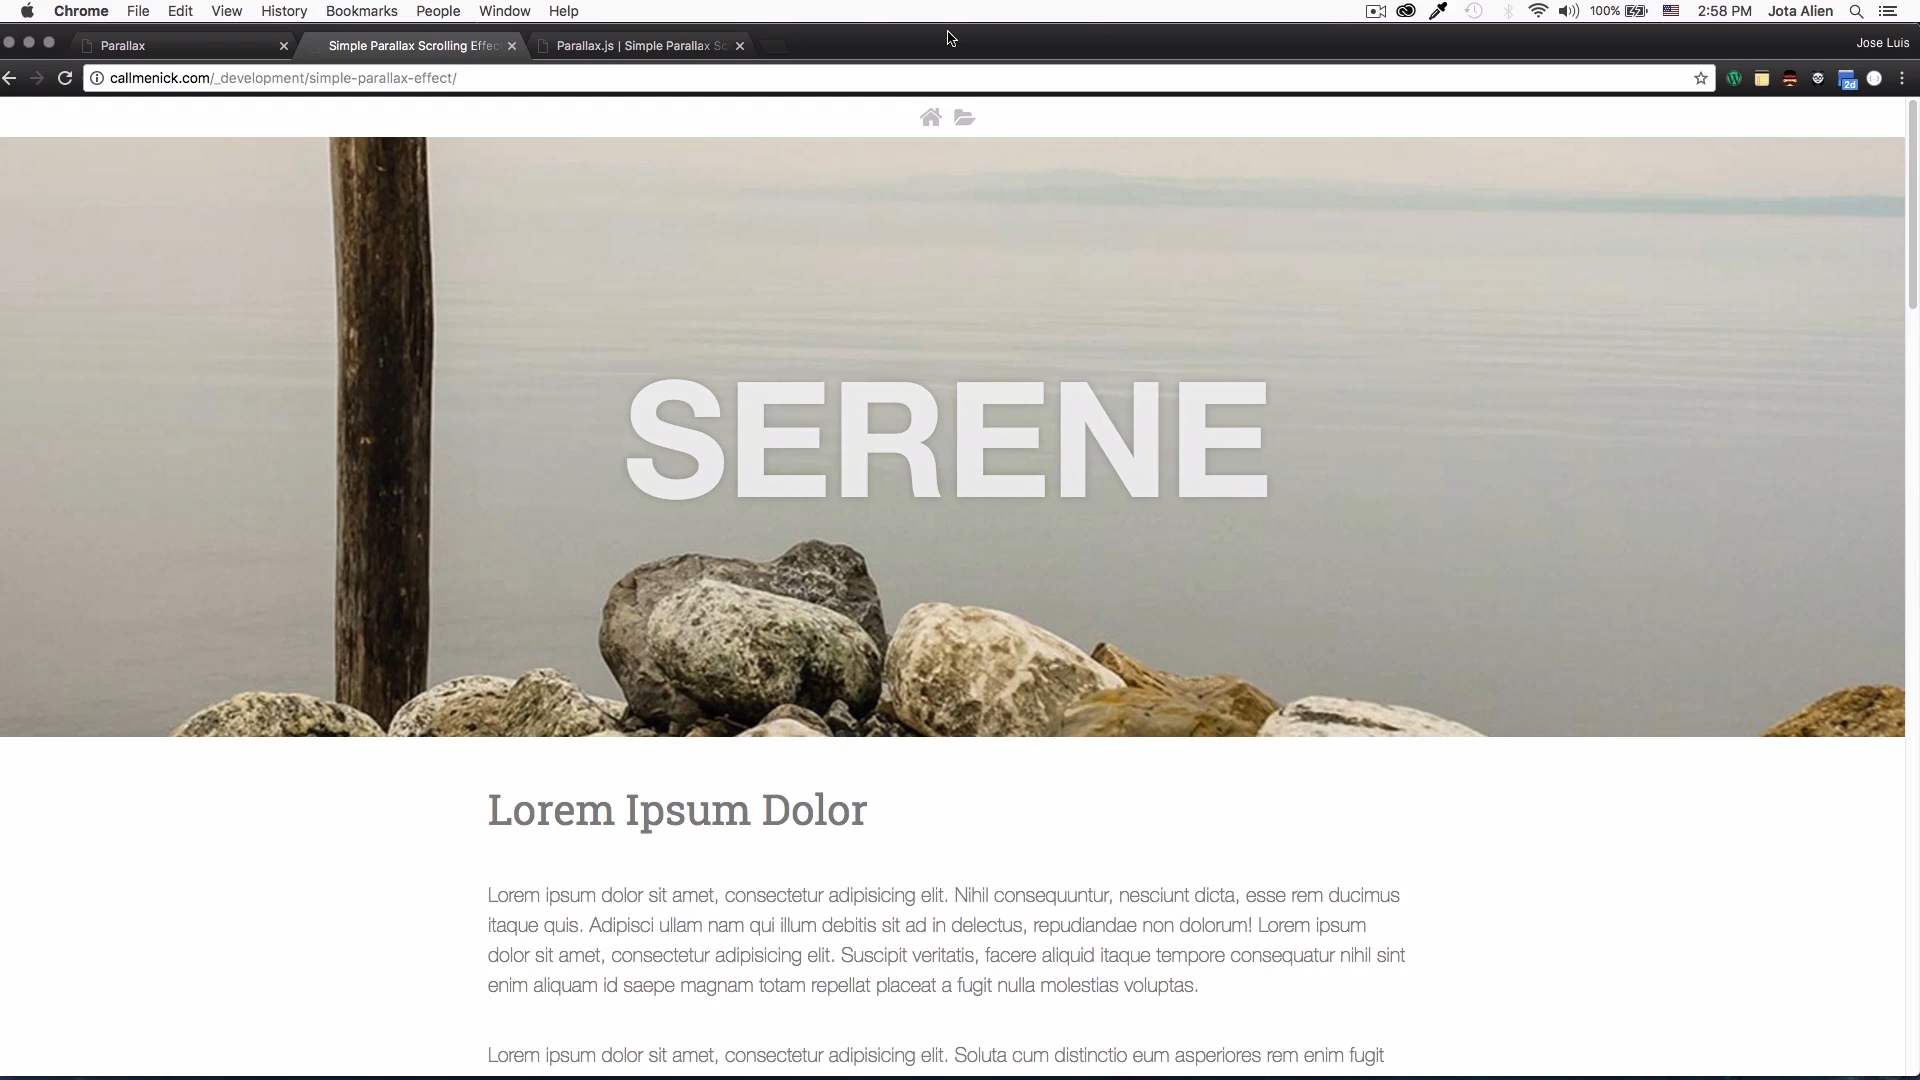 Chrome File Edit View History Bookmarks People Window Help 100% 2:58 PM Jota Alien
Parallax Simple Parallax Scrolling Effec Parallax.js | Simple Parallax Sc Jose Luis
callmenick.com/_development/simple-parallax-effect/
2d
SERENE
Lorem Ipsum Dolor
Lorem ipsum dolor sit amet, consectetur adipisicing elit. Nihil consequuntur, nesciunt dicta, esse rem ducimus
itaque quis. Adipisci ullam nam qui illum debitis sit ad in delectus, repudiandae non dolorum! Lorem ipsum
dolor sit amet, consectetur adipisicing elit. Suscipit veritatis, facere aliquid itaque tempore consequatur nihil sint
enim aliquam id saepe magnam totam repellat placeat a fugit nulla molestias voluptas.
Lorem ipsum dolor sit amet, consectetur adipisicing elit. Soluta cum distinctio eum asperiores rem enim fugit